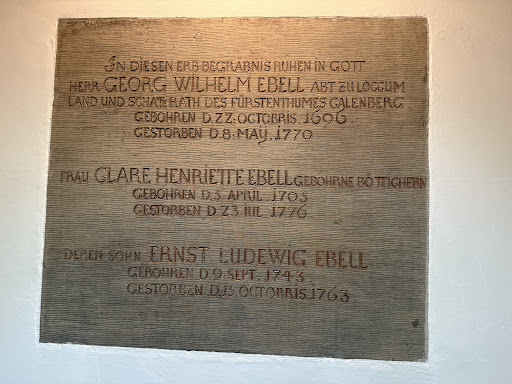 IN DIESEN ERB BEGRÄBNIS RUHEN IN GOTT
HERR GEORG WILHELM EBELL ABT ZU LOCCUM
LAND UND SCHATZ RATH DES FÜRSTENTHUMES CALENBERG
GEBOHREN D. 22. OCTOBRIS. 1696.
GESTORBEN D. 8. MAY. 1770
FRAU CLARE HENRIETTE EBELL GEBOHRNE BÖTTICHERN
GEBOHREN D. 5. APRIL. 1705
GESTORBEN D. 23. IUL. 1776.
DEREN SOHN ERNST LUDEWIG EBELL
GEBOHREN D. 9. SEPT. 1743
GESTORBEN D. 15. OCTOBRIS. 1763